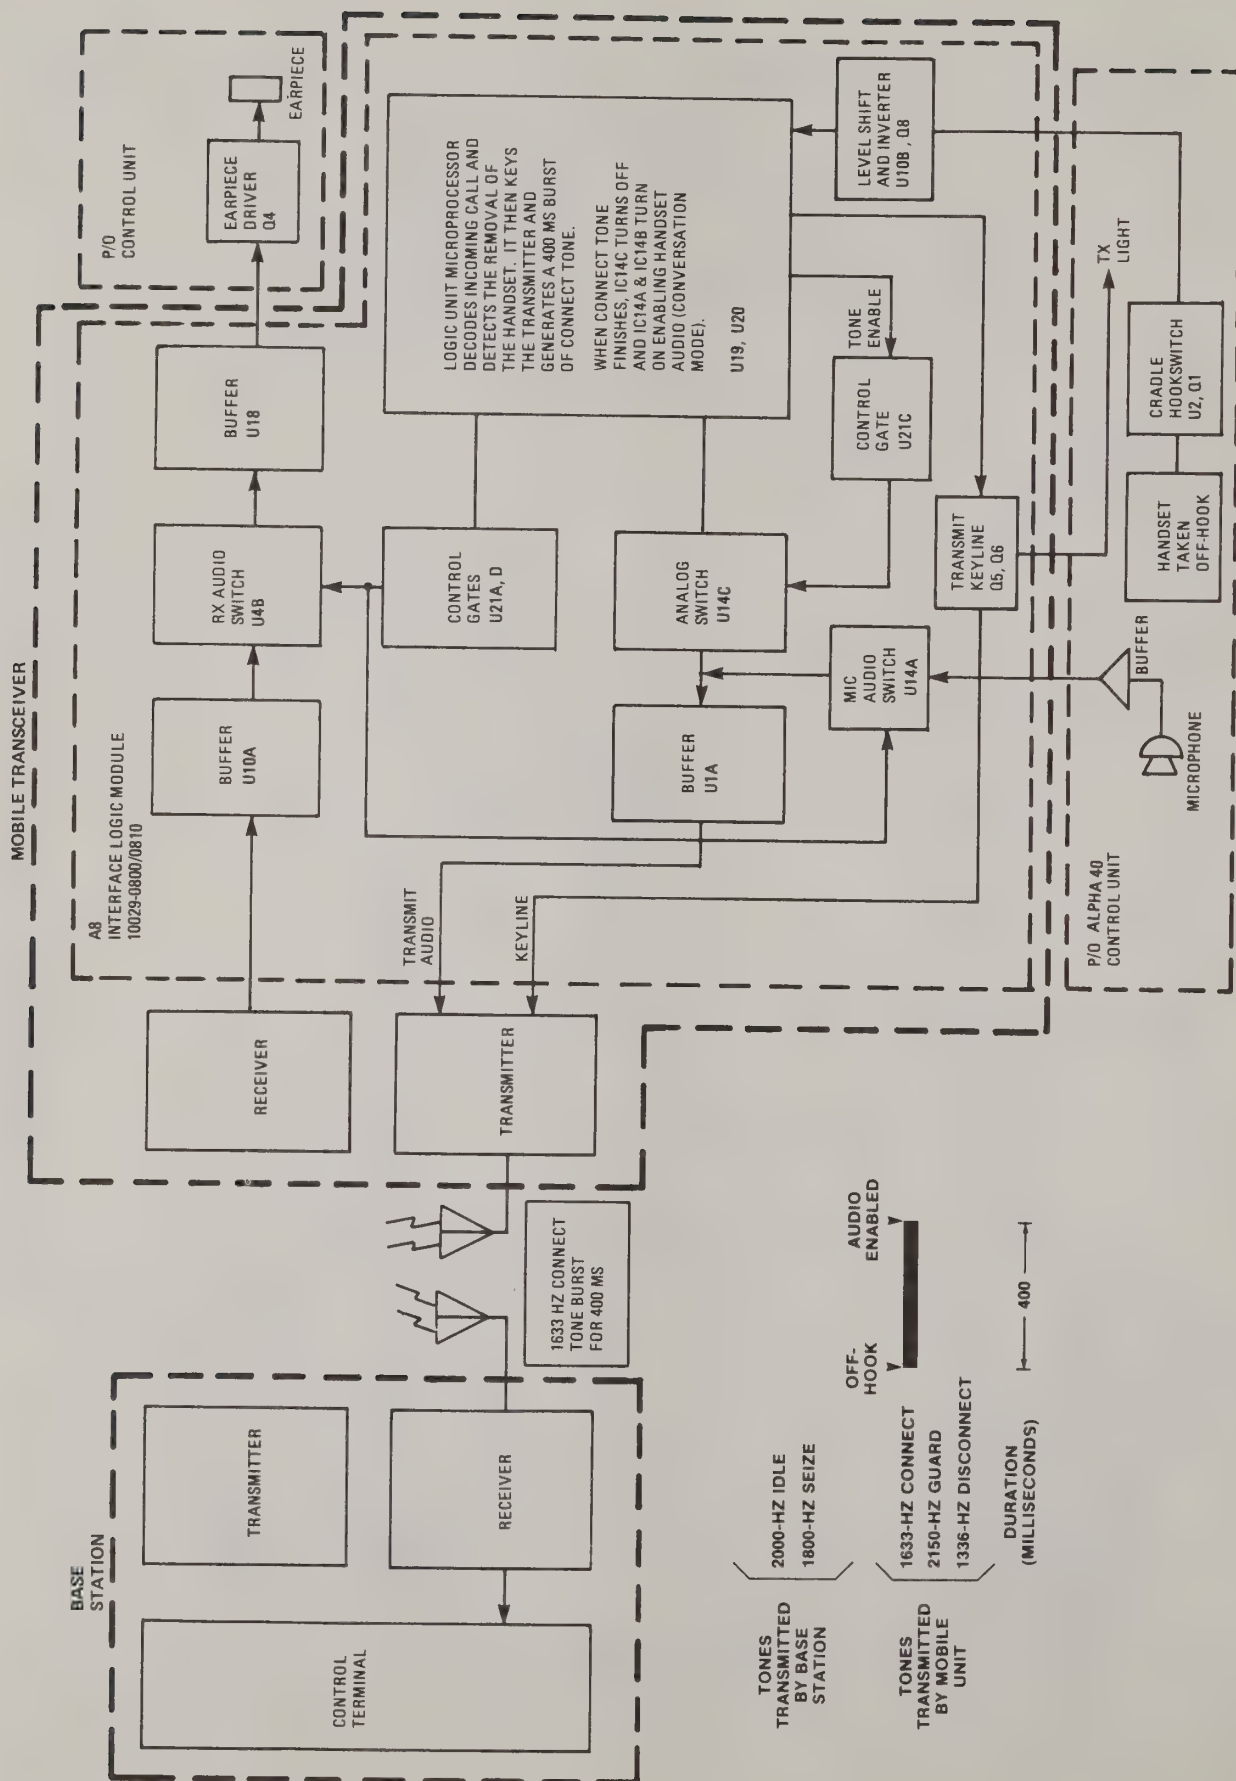 MOBILE TRANSCEIVER
BASE
STATION
CONTROL
TERMINAL
TRANSMITTER
RECEIVER
1633 HZ CONNECT
TONE BURST
FOR 400 MS
RECEIVER
TRANSMITTER
A8
INTERFACE LOGIC MODULE
10029-0800/0810
BUFFER
U10A
RX AUDIO
SWITCH
U4B
BUFFER
U18
P/O
CONTROL UNIT
EARPIECE
DRIVER
Q4
EARPIECE
TRANSMIT
AUDIO
KEYLINE
CONTROL
GATES
U21A, D
LOGIC UNIT MICROPROCESSOR
DECODES INCOMING CALL AND
DETECTS THE REMOVAL OF
THE HANDSET. IT THEN KEYS
THE TRANSMITTER AND
GENERATES A 400 MS BURST
OF CONNECT TONE.
WHEN CONNECT TONE
FINISHES, IC14C TURNS OFF
AND IC14A & IC14B TURN
ON ENABLING HANDSET
AUDIO (CONVERSATION
MODE).
U19, U20
BUFFER
U1A
ANALOG
SWITCH
U14C
MIC
AUDIO
SWITCH
U14A
CONTROL
GATE
U21C
TONE
ENABLE
LEVEL SHIFT
AND INVERTER
U10B, Q8
TRANSMIT
KEYLINE
Q5, Q6
TX
LIGHT
P/O ALPHA 40
CONTROL UNIT
MICROPHONE
BUFFER
HANDSET
TAKEN
OFF-HOOK
CRADLE
HOOKSWITCH
U2, Q1
TONES
TRANSMITTED
BY BASE
STATION
2000-HZ IDLE
1800-HZ SEIZE
TONES
TRANSMITTED
BY MOBILE
UNIT
1633-HZ CONNECT
2150-HZ GUARD
1336-HZ DISCONNECT
OFF-
HOOK
AUDIO
ENABLED
DURATION
(MILLISECONDS)
400